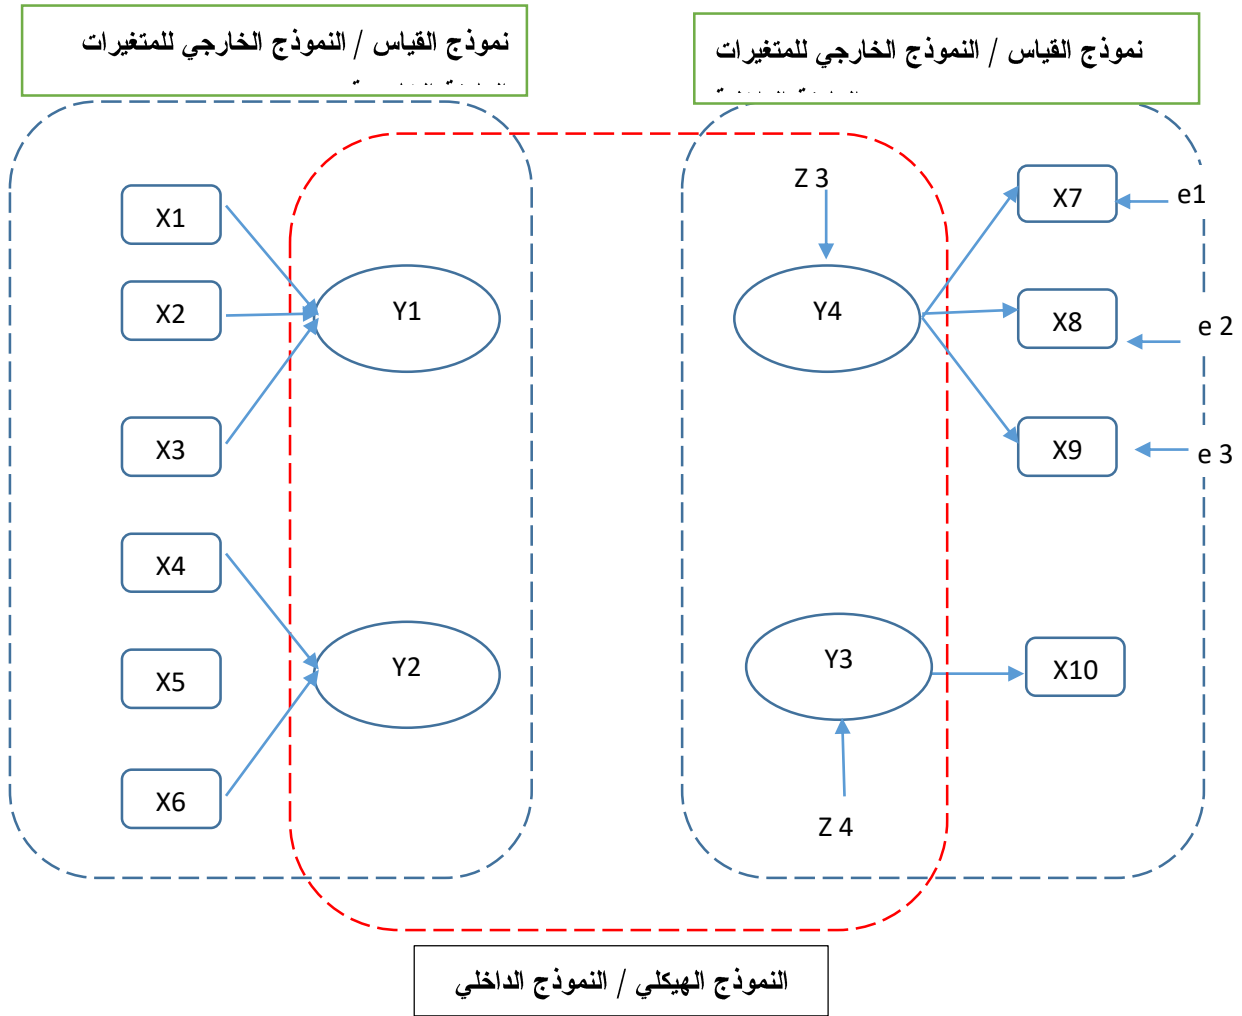 نموذج القياس / النموذج الخارجي للمتغيرات
نموذج القياس / النموذج الخارجي للمتغيرات
Z 3
X7
e1
X1
X2
Y1
Y4
X8
e 2
X3
X9
e 3
X4
X5
Y2
Y3
X10
X6
Z 4
النموذج الهيكلي / النموذج الداخلي